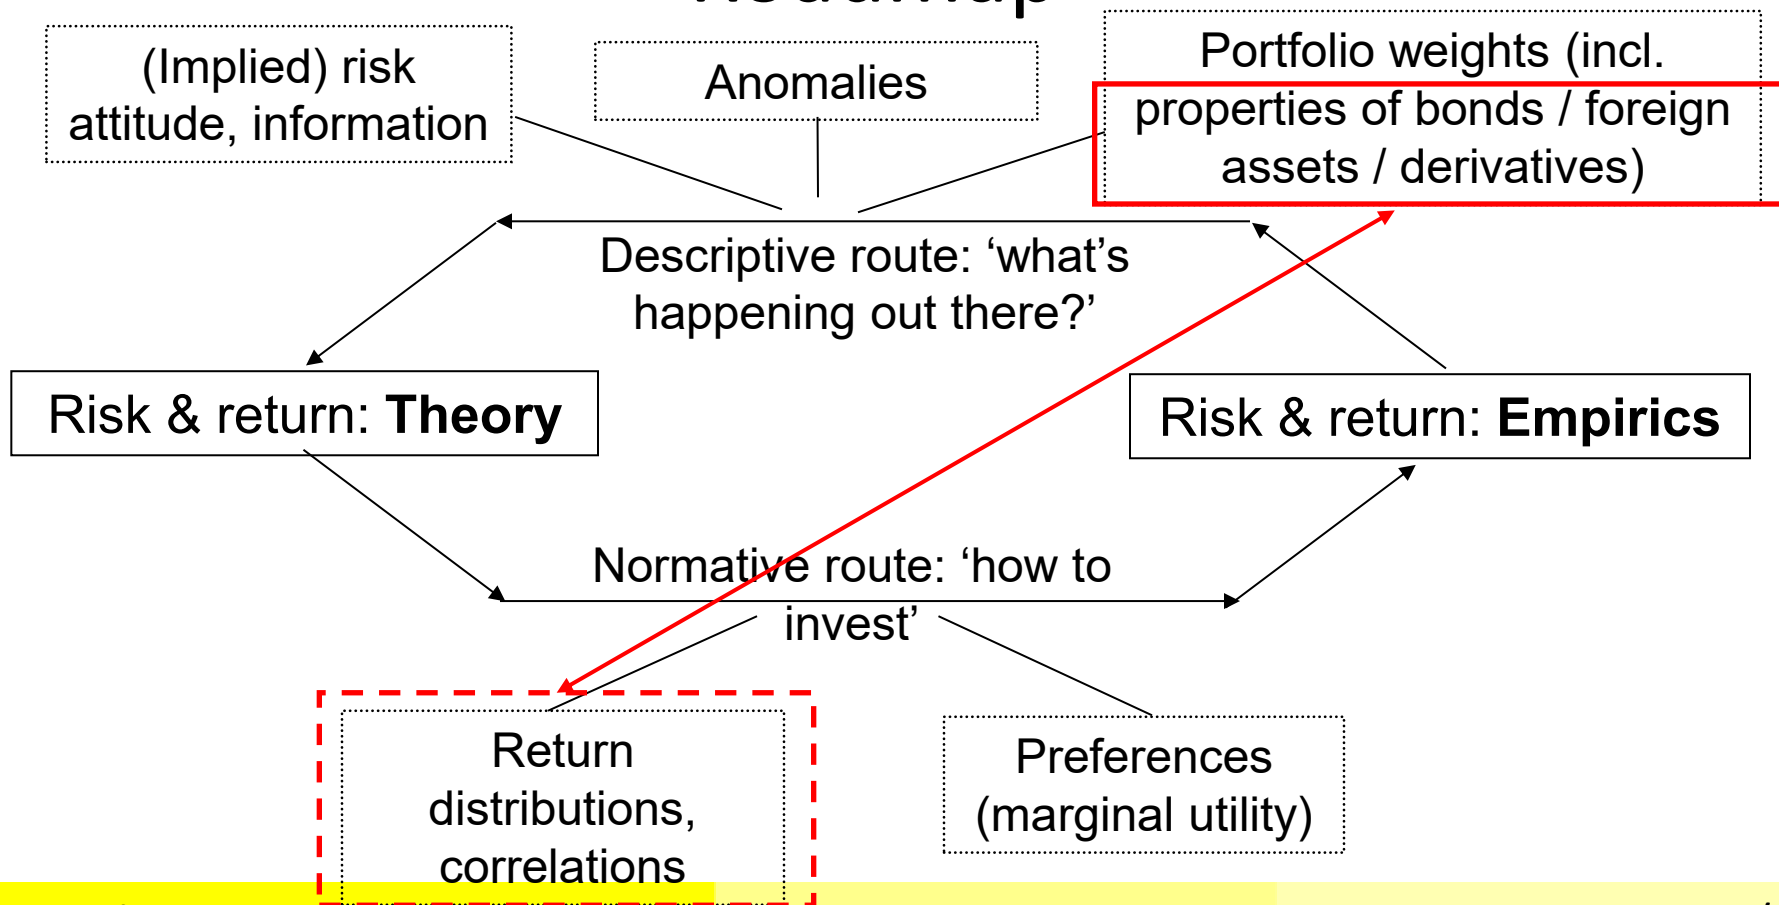 (Implied) risk
attitude, information
Anomalies
Portfolio weights (incl.
properties of bonds / foreign
assets / derivatives)
Descriptive route: ‘what’s
happening out there?’
Risk & return: Theory
Risk & return: Empirics
Normative route: ‘how to
invest’
Return
distributions,
correlations
Preferences
(marginal utility)